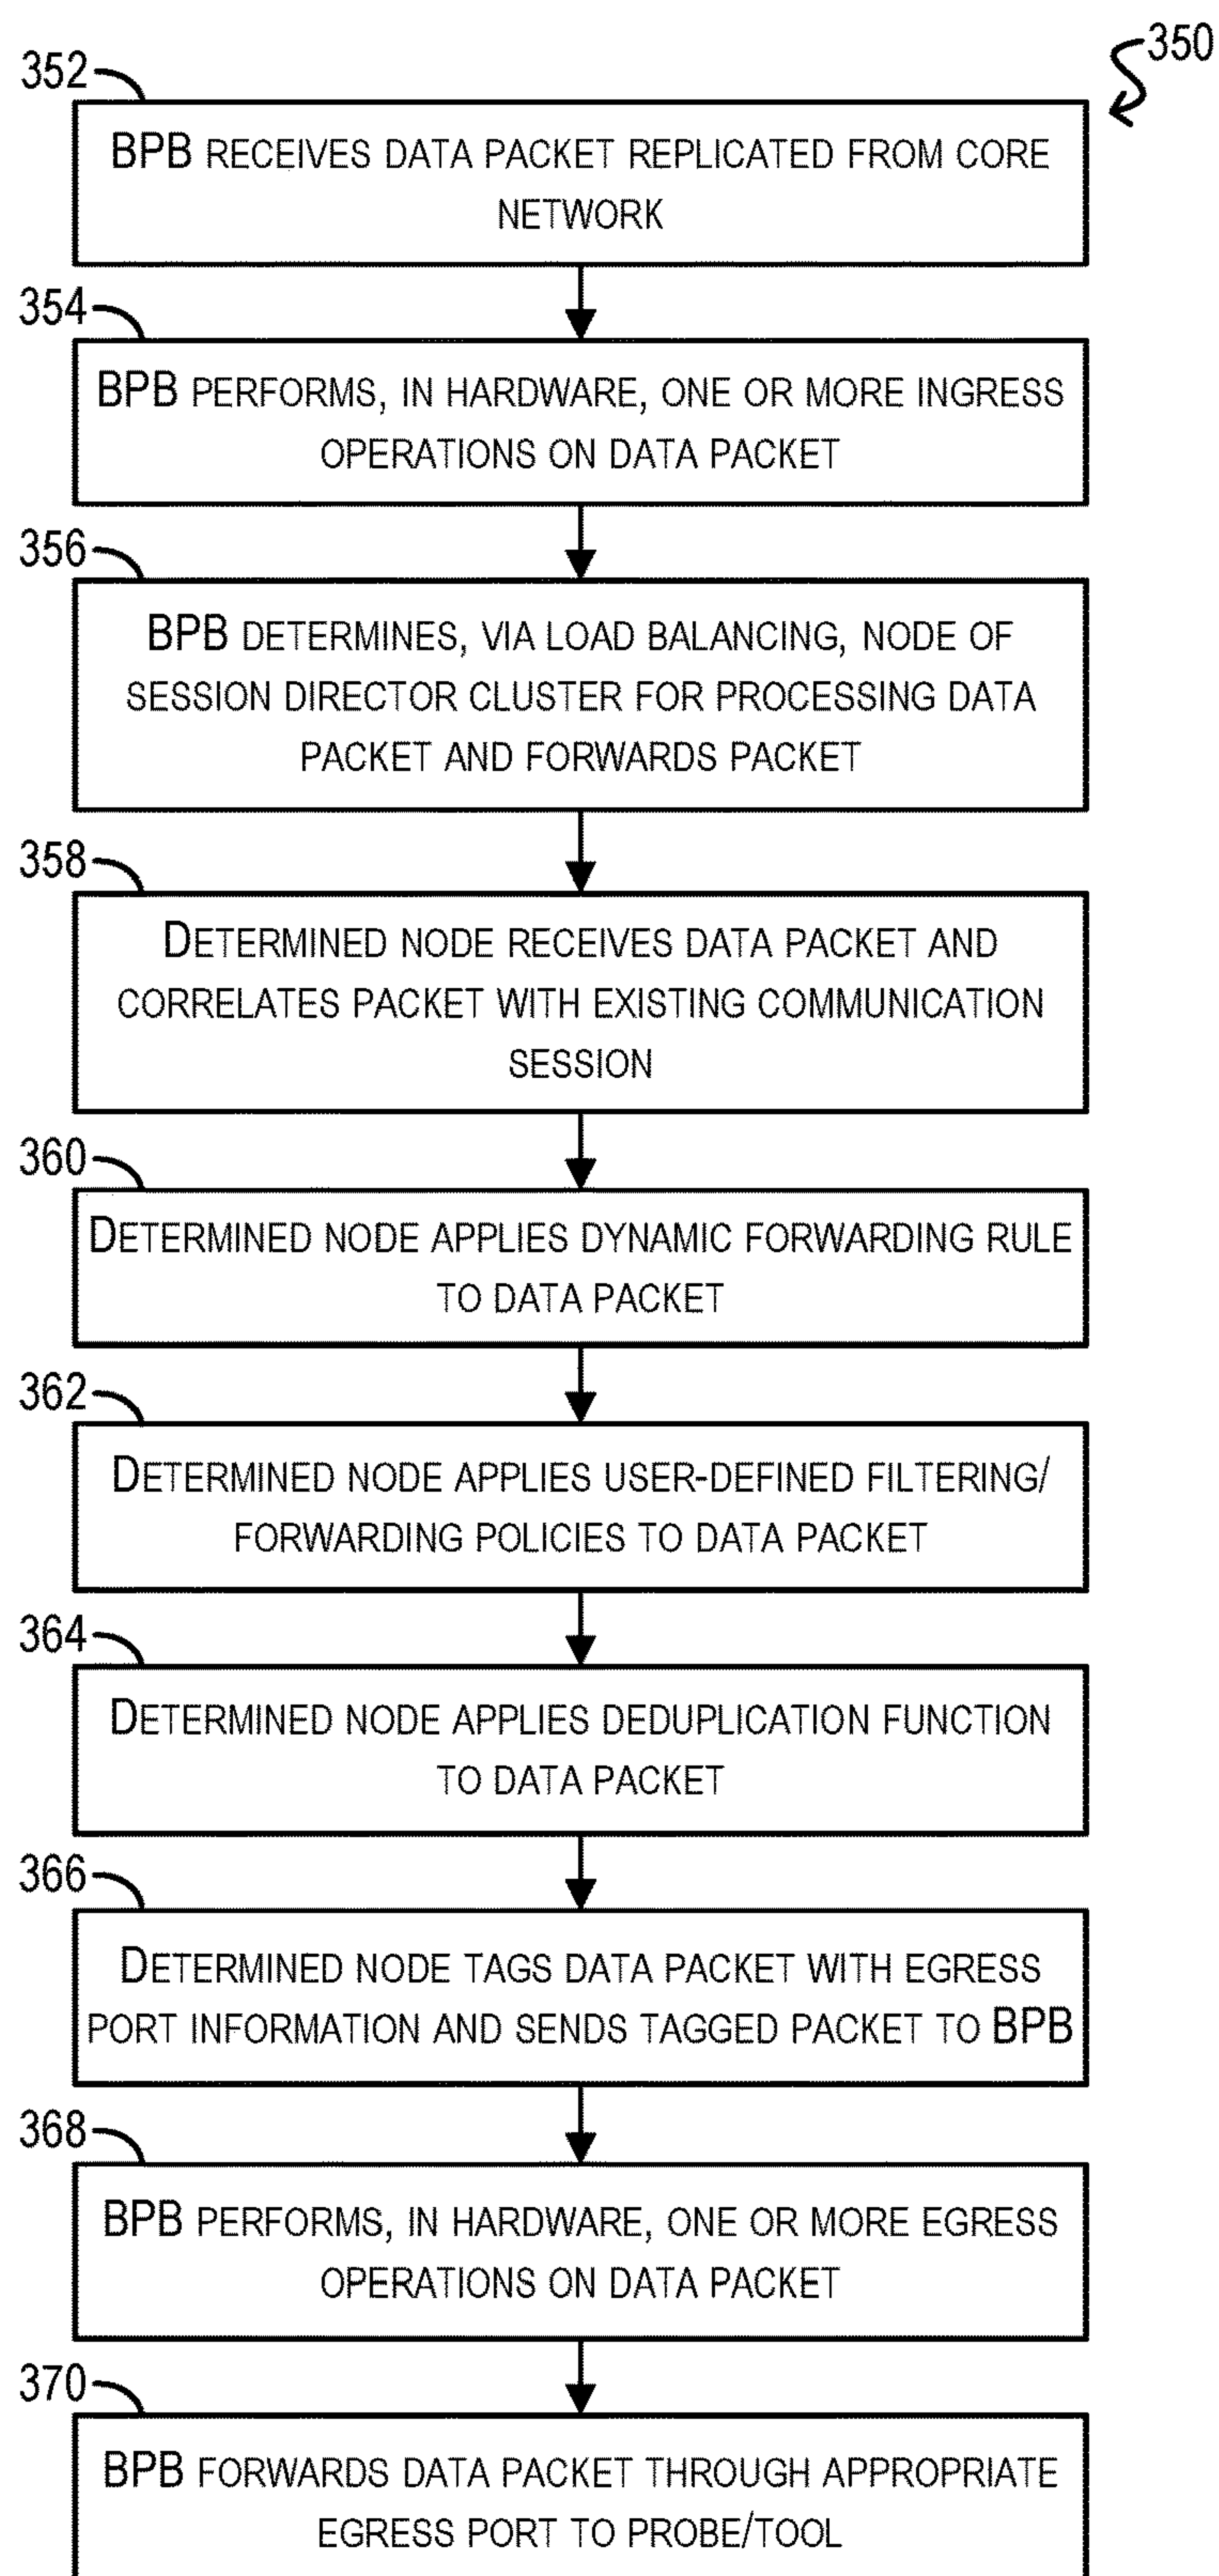 350
352
BPB RECEIVES DATA PACKET REPLICATED FROM CORE
NETWORK
354
BPB PERFORMS, IN HARDWARE, ONE OR MORE INGRESS
OPERATIONS ON DATA PACKET
356
BPB DETERMINES, VIA LOAD BALANCING, NODE OF
SESSION DIRECTOR CLUSTER FOR PROCESSING DATA
PACKET AND FORWARDS PACKET
358
DETERMINED NODE RECEIVES DATA PACKET AND
CORRELATES PACKET WITH EXISTING COMMUNICATION
SESSION
360
DETERMINED NODE APPLIES DYNAMIC FORWARDING RULE
TO DATA PACKET
362
DETERMINED NODE APPLIES USER-DEFINED FILTERING/
FORWARDING POLICIES TO DATA PACKET
364
DETERMINED NODE APPLIES DEDUPLICATION FUNCTION
TO DATA PACKET
366
DETERMINED NODE TAGS DATA PACKET WITH EGRESS
PORT INFORMATION AND SENDS TAGGED PACKET TO BPB
368
BPB PERFORMS, IN HARDWARE, ONE OR MORE EGRESS
OPERATIONS ON DATA PACKET
370
BPB FORWARDS DATA PACKET THROUGH APPROPRIATE
EGRESS PORT TO PROBE/TOOL